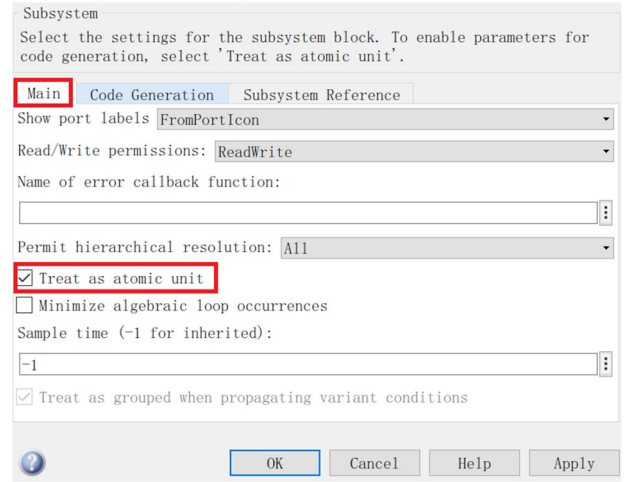 Subsystem
Select the settings for the subsystem block. To enable parameters for
code generation, select 'Treat as atomic unit'.
Main Code Generation Subsystem Reference
Show port labels FromPortIcon
Read/Write permissions: ReadWrite
Name of error callback function:
Permit hierarchical resolution: All
Treat as atomic unit
Minimize algebraic loop occurrences
Sample time (-1 for inherited):
-1
Treat as grouped when propagating variant conditions
OK Cancel Help Apply